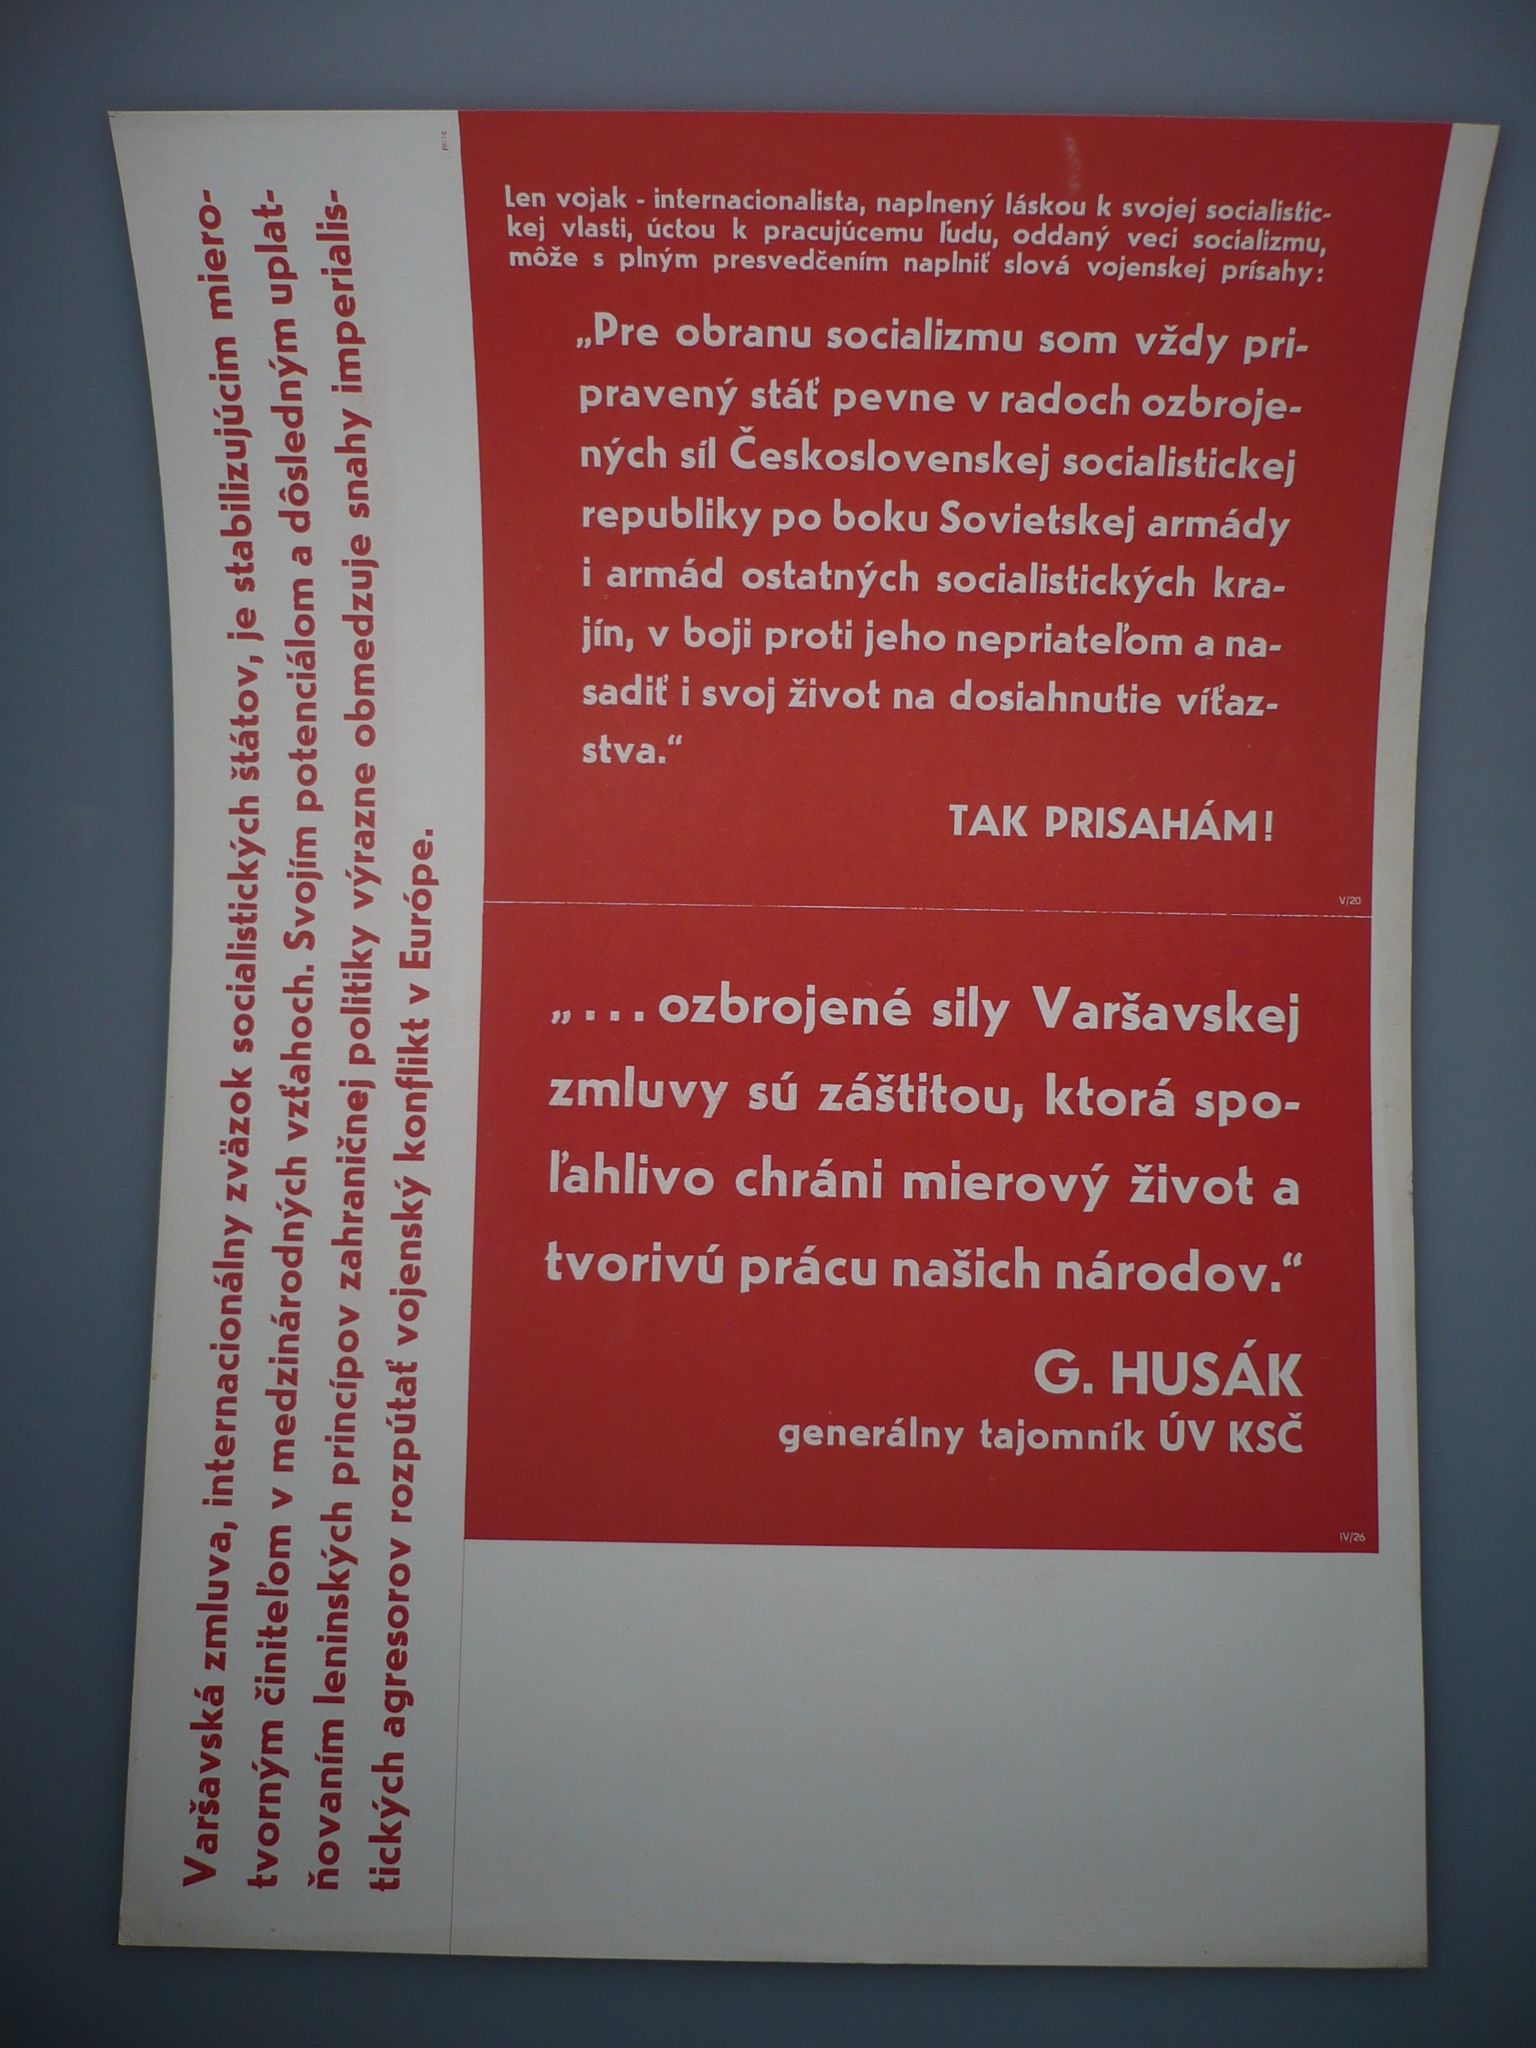 Varšavská zmluva, internacionálny zväzok socialistických štátov, je stabilizujúcim miero-
tvorným činiteľom v medzinárodných vzťahoch. Svojím potenciálom a dôsledným uplat-
ňovaním leninských princípov zahraničnej politiky výrazne obmedzuje snahy imperialis-
tických agresorov rozpútať vojenský konflikt v Európe.
Len vojak - internacionalista, naplnený láskou k svojej socialistic-
kej vlasti, úctou k pracujúcemu ľudu, oddaný veci socializmu,
môže s plným presvedčením naplniť slová vojenskej prísahy:
„Pre obranu socializmu som vždy pri-
pravený stáť pevne v radoch ozbroje-
ných síl Československej socialistickej
republiky po boku Sovietskej armády
i armád ostatných socialistických kra-
jín, v boji proti jeho nepriateľom a na-
sadiť i svoj život na dosiahnutie víťaz-
stva.“
TAK PRISAHÁM!
V/20
„... ozbrojené sily Varšavskej
zmluvy sú záštitou, ktorá spo-
ľahlivo chráni mierový život a
tvorivú prácu našich národov.“
G. HUSÁK
generálny tajomník ÚV KSČ
IV/26